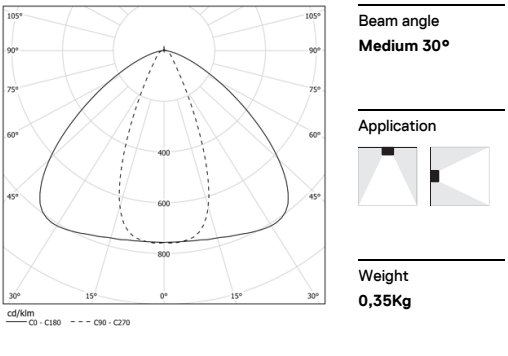 105° 105°
90° 90°
75° 75°
60° 60°
45° 45°
400
600
800
30° 15° 0° 15° 30°
cd/klm
C0 - C180 C90 - C270
Beam angle
Medium 30°
Application
Weight
0,35Kg